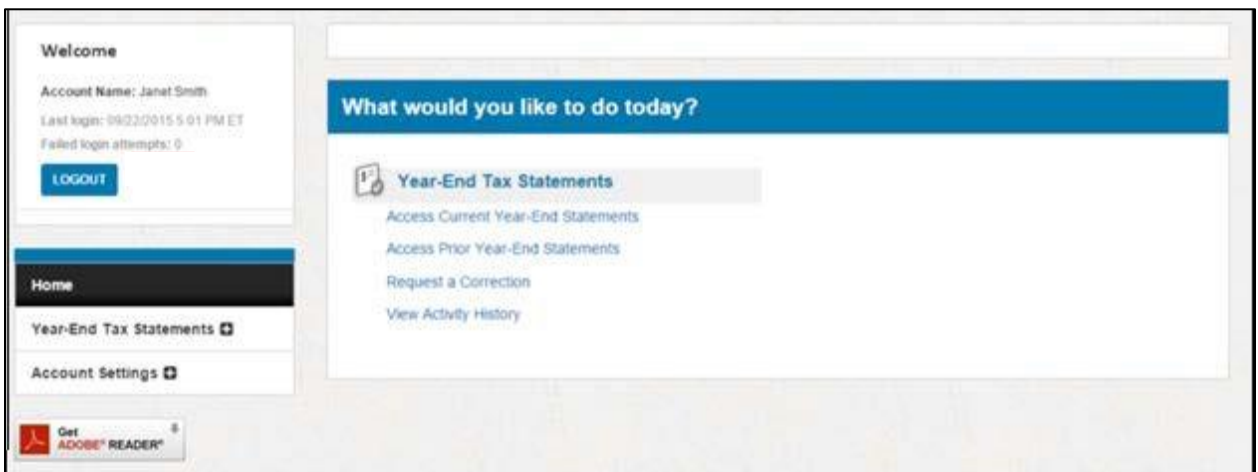 Welcome
Account Name: Janet Smith
Last login: 09/22/2015 5:01 PM ET
Failed login attempts: 0
LOGOUT
Home
Year-End Tax Statements
Account Settings
Get
ADOBE® READER®
What would you like to do today?
Year-End Tax Statements
Access Current Year-End Statements
Access Prior Year-End Statements
Request a Correction
View Activity History